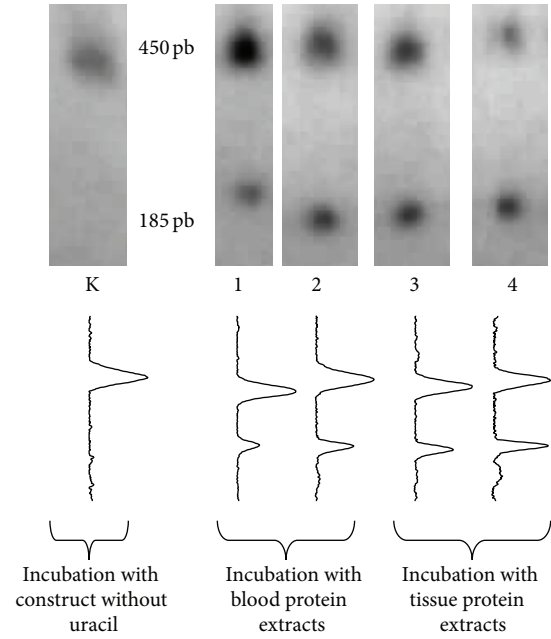 450 pb
185 pb
K
1
2
3
4
Incubation with
construct without
uracil
Incubation with
blood protein
extracts
Incubation with
tissue protein
extracts